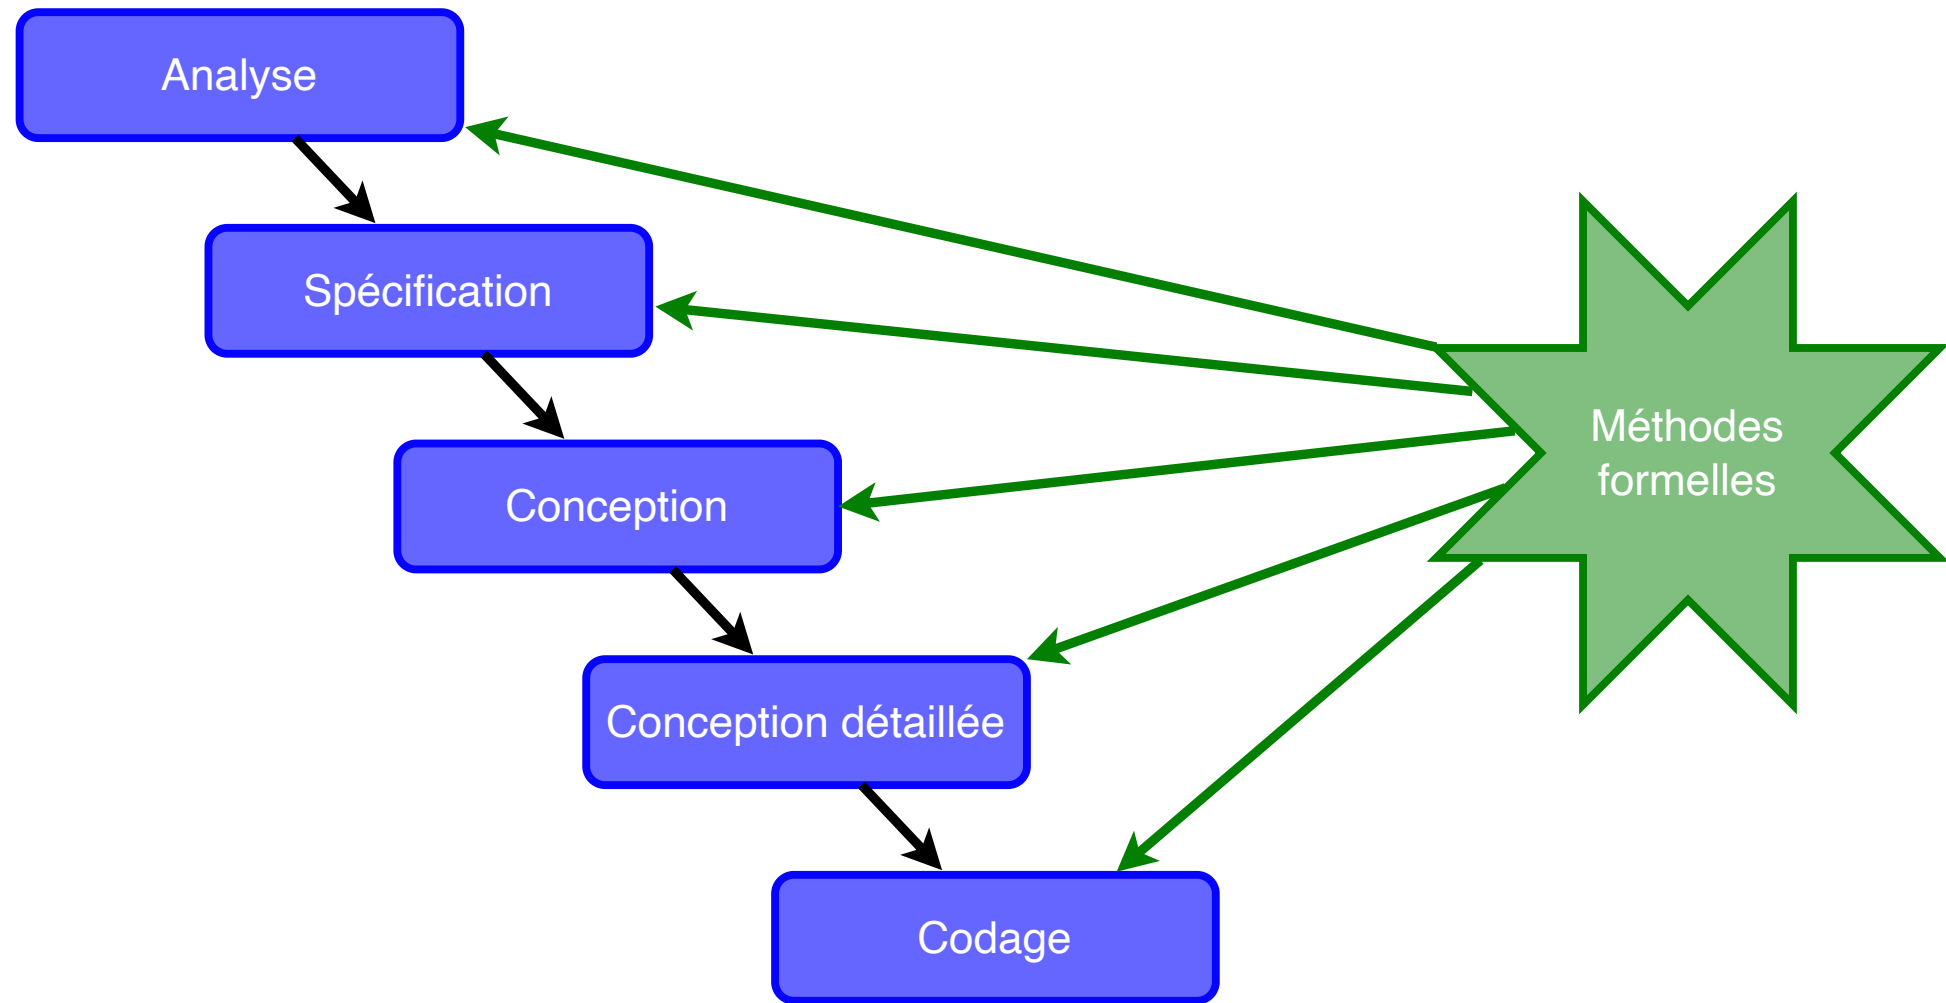 Analyse
Spécification
Conception
Conception détaillée
Codage
Méthodes
formelles